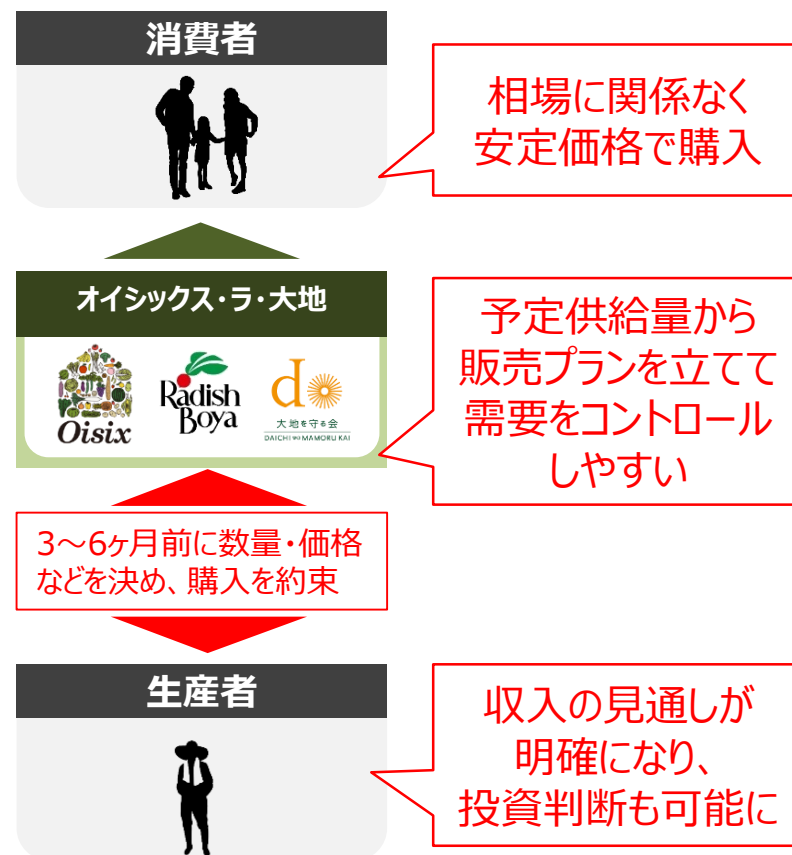 消費者
相場に関係なく
安定価格で購入
オイシックス・ラ・大地
Oisix
Radish
Boya
d
大地を守る会
DAICHI WO MAMORU KAI
予定供給量から
販売プランを立てて
需要をコントロール
しやすい
3～6ヶ月前に数量・価格
などを決め、購入を約束
生産者
収入の見通しが
明確になり、
投資判断も可能に